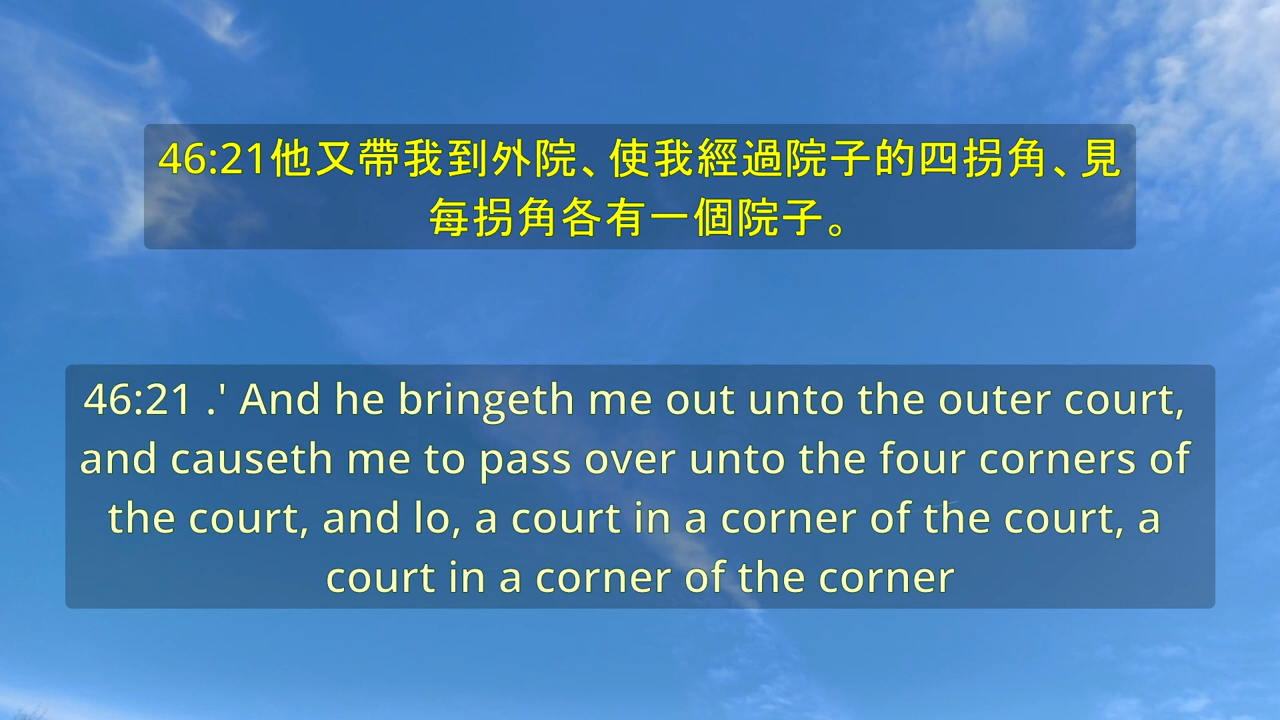 46:21他又帶我到外院、使我經過院子的四拐角、見
每拐角各有一個院子。
46:21 .' And he bringeth me out unto the outer court,
and causeth me to pass over unto the four corners of
the court, and lo, a court in a corner of the court, a
court in a corner of the corner